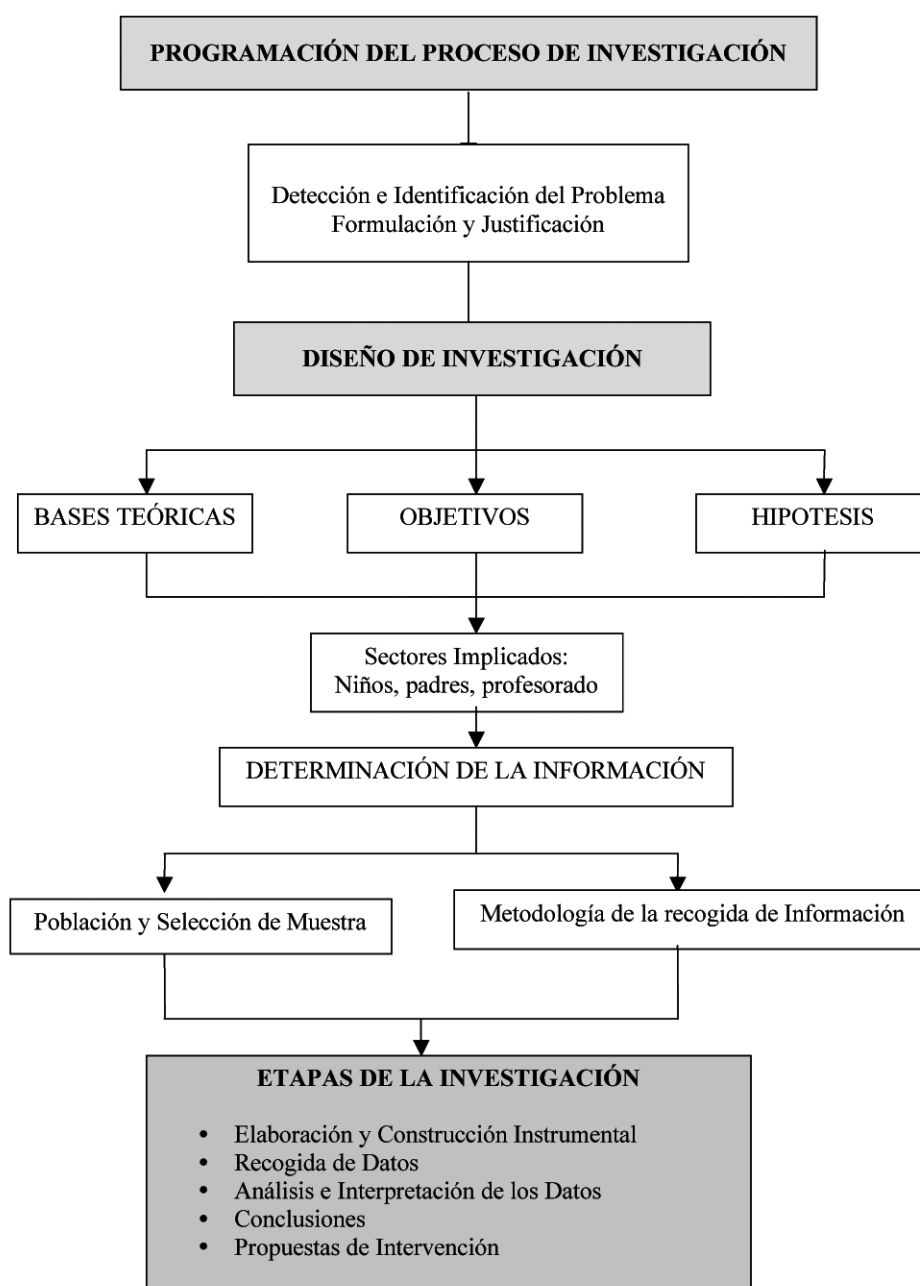 PROGRAMACIÓN DEL PROCESO DE INVESTIGACIÓN
Detección e Identificación del Problema
Formulación y Justificación
DISEÑO DE INVESTIGACIÓN
BASES TEÓRICAS
OBJETIVOS
HIPOTESIS
Sectores Implicados:
Niños, padres, profesorado
DETERMINACIÓN DE LA INFORMACIÓN
Población y Selección de Muestra
Metodología de la recogida de Información
ETAPAS DE LA INVESTIGACIÓN
• Elaboración y Construcción Instrumental
• Recogida de Datos
• Análisis e Interpretación de los Datos
• Conclusiones
• Propuestas de Intervención